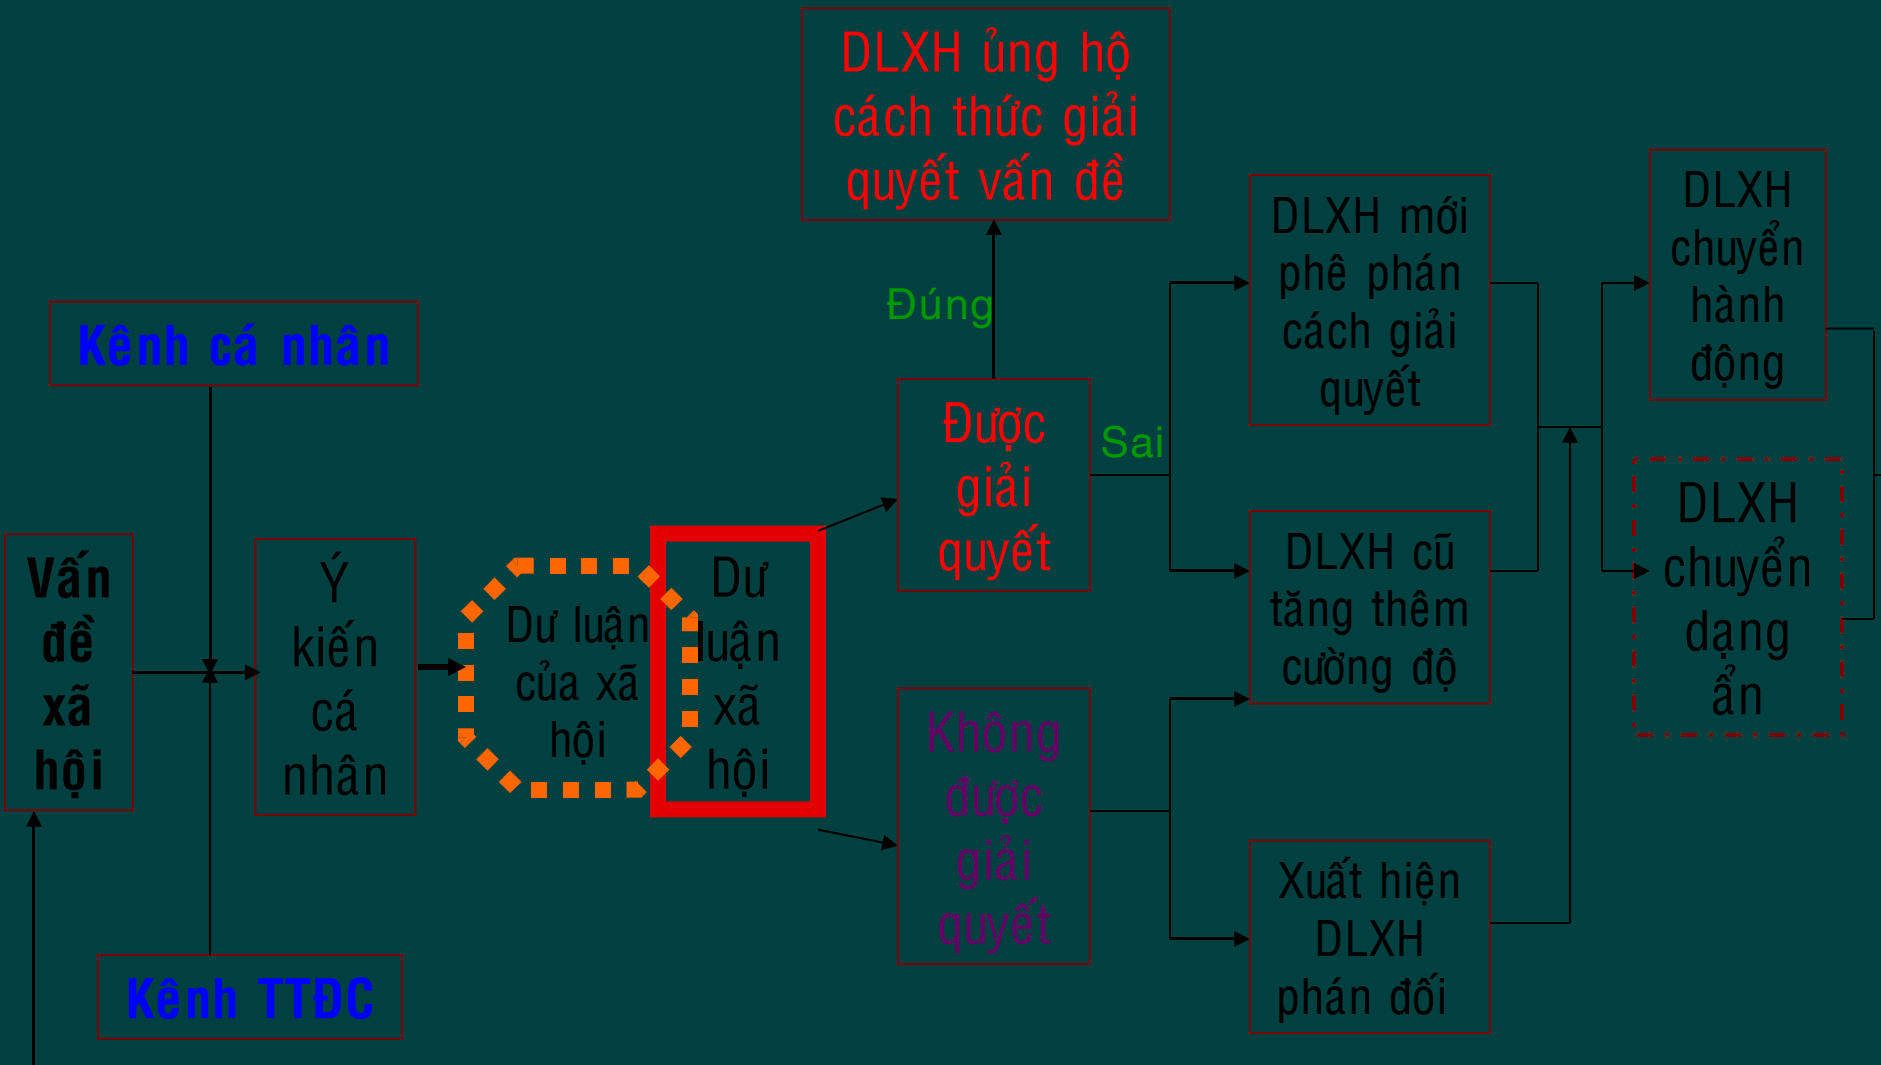 DLXH ủng hộ
cách thức giải
quyết vấn đề
DLXH mới
phê phán
cách giải
quyết
DLXH
chuyển
hành
động
Đúng
Kênh cá nhân
Được
giải
quyết
Sai
Vấn
đề
xã
hội
Ý
kiến
cá
nhân
Dư luận
của xã
hội
Dư
luận
xã
hội
DLXH cũ
tăng thêm
cường độ
DLXH
chuyển
dạng
ẩn
Không
được
giải
quyết
Xuất hiện
DLXH
phán đối
Kênh TTĐC